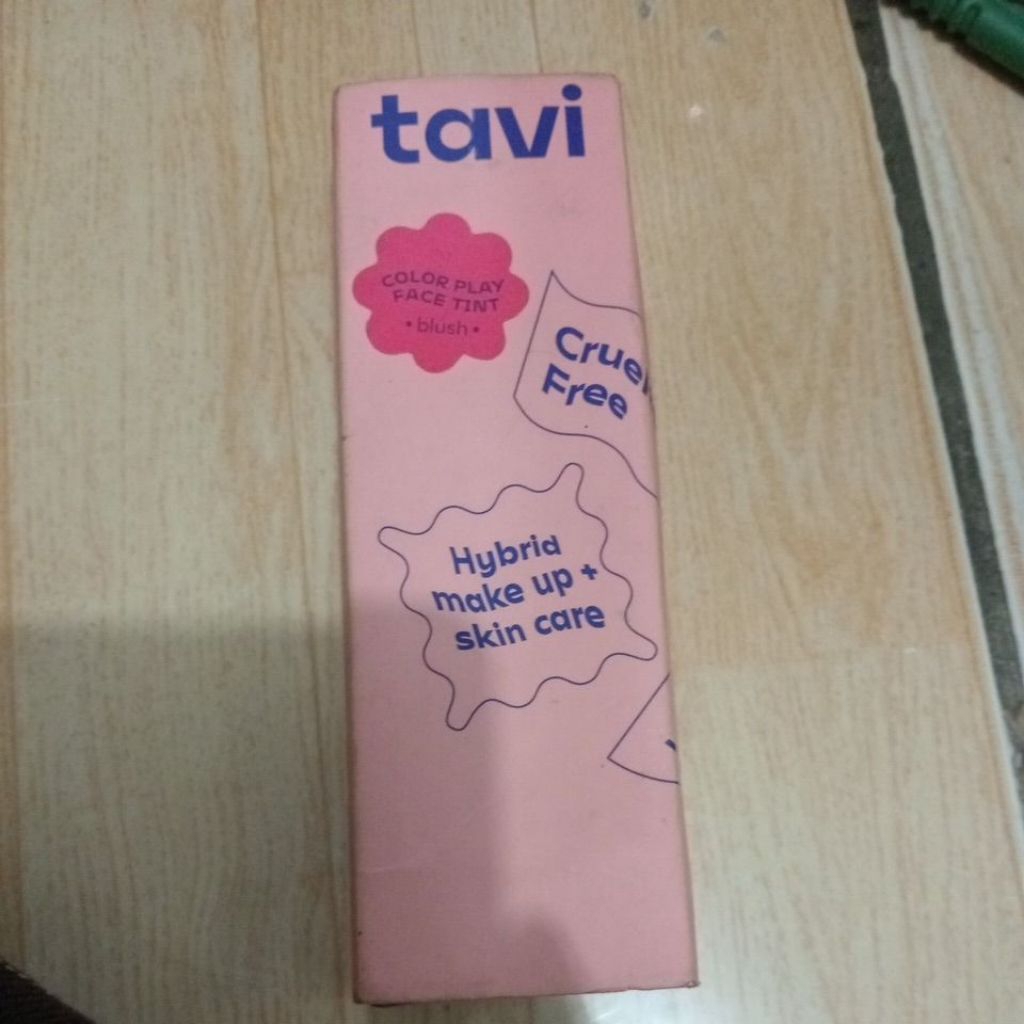 tavi
COLOR PLAY
FACE TINT
• blush •
Cruel
Free
Hybrid
make up +
skin care